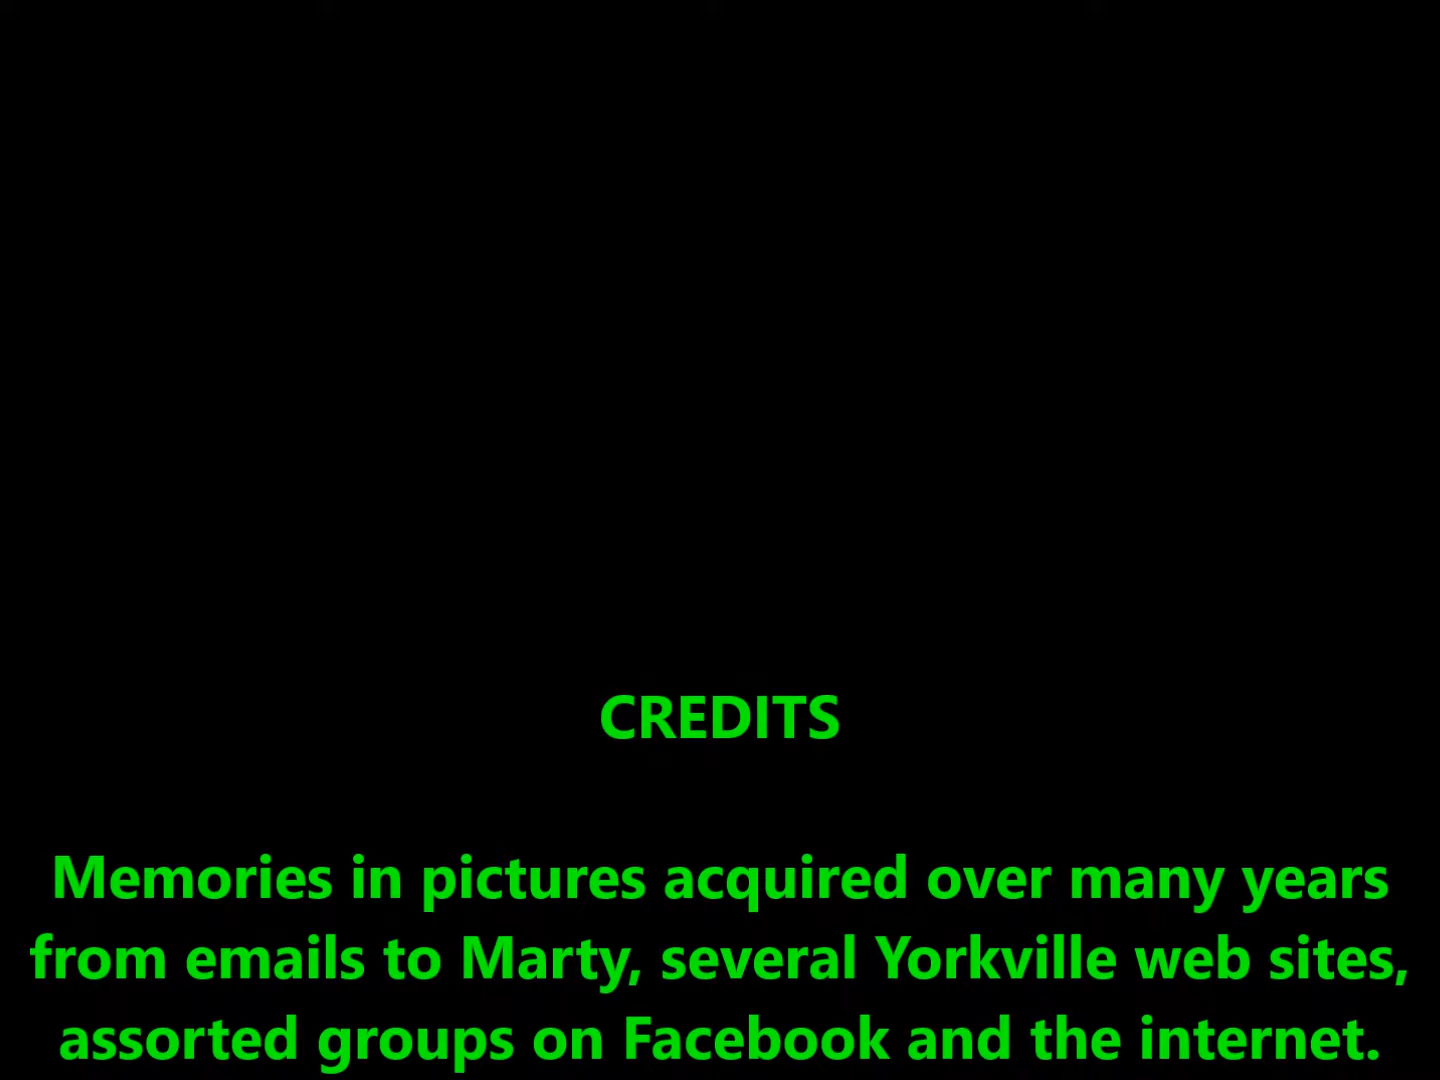 CREDITS
Memories in pictures acquired over many years
from emails to Marty, several Yorkville web sites,
assorted groups on Facebook and the internet.